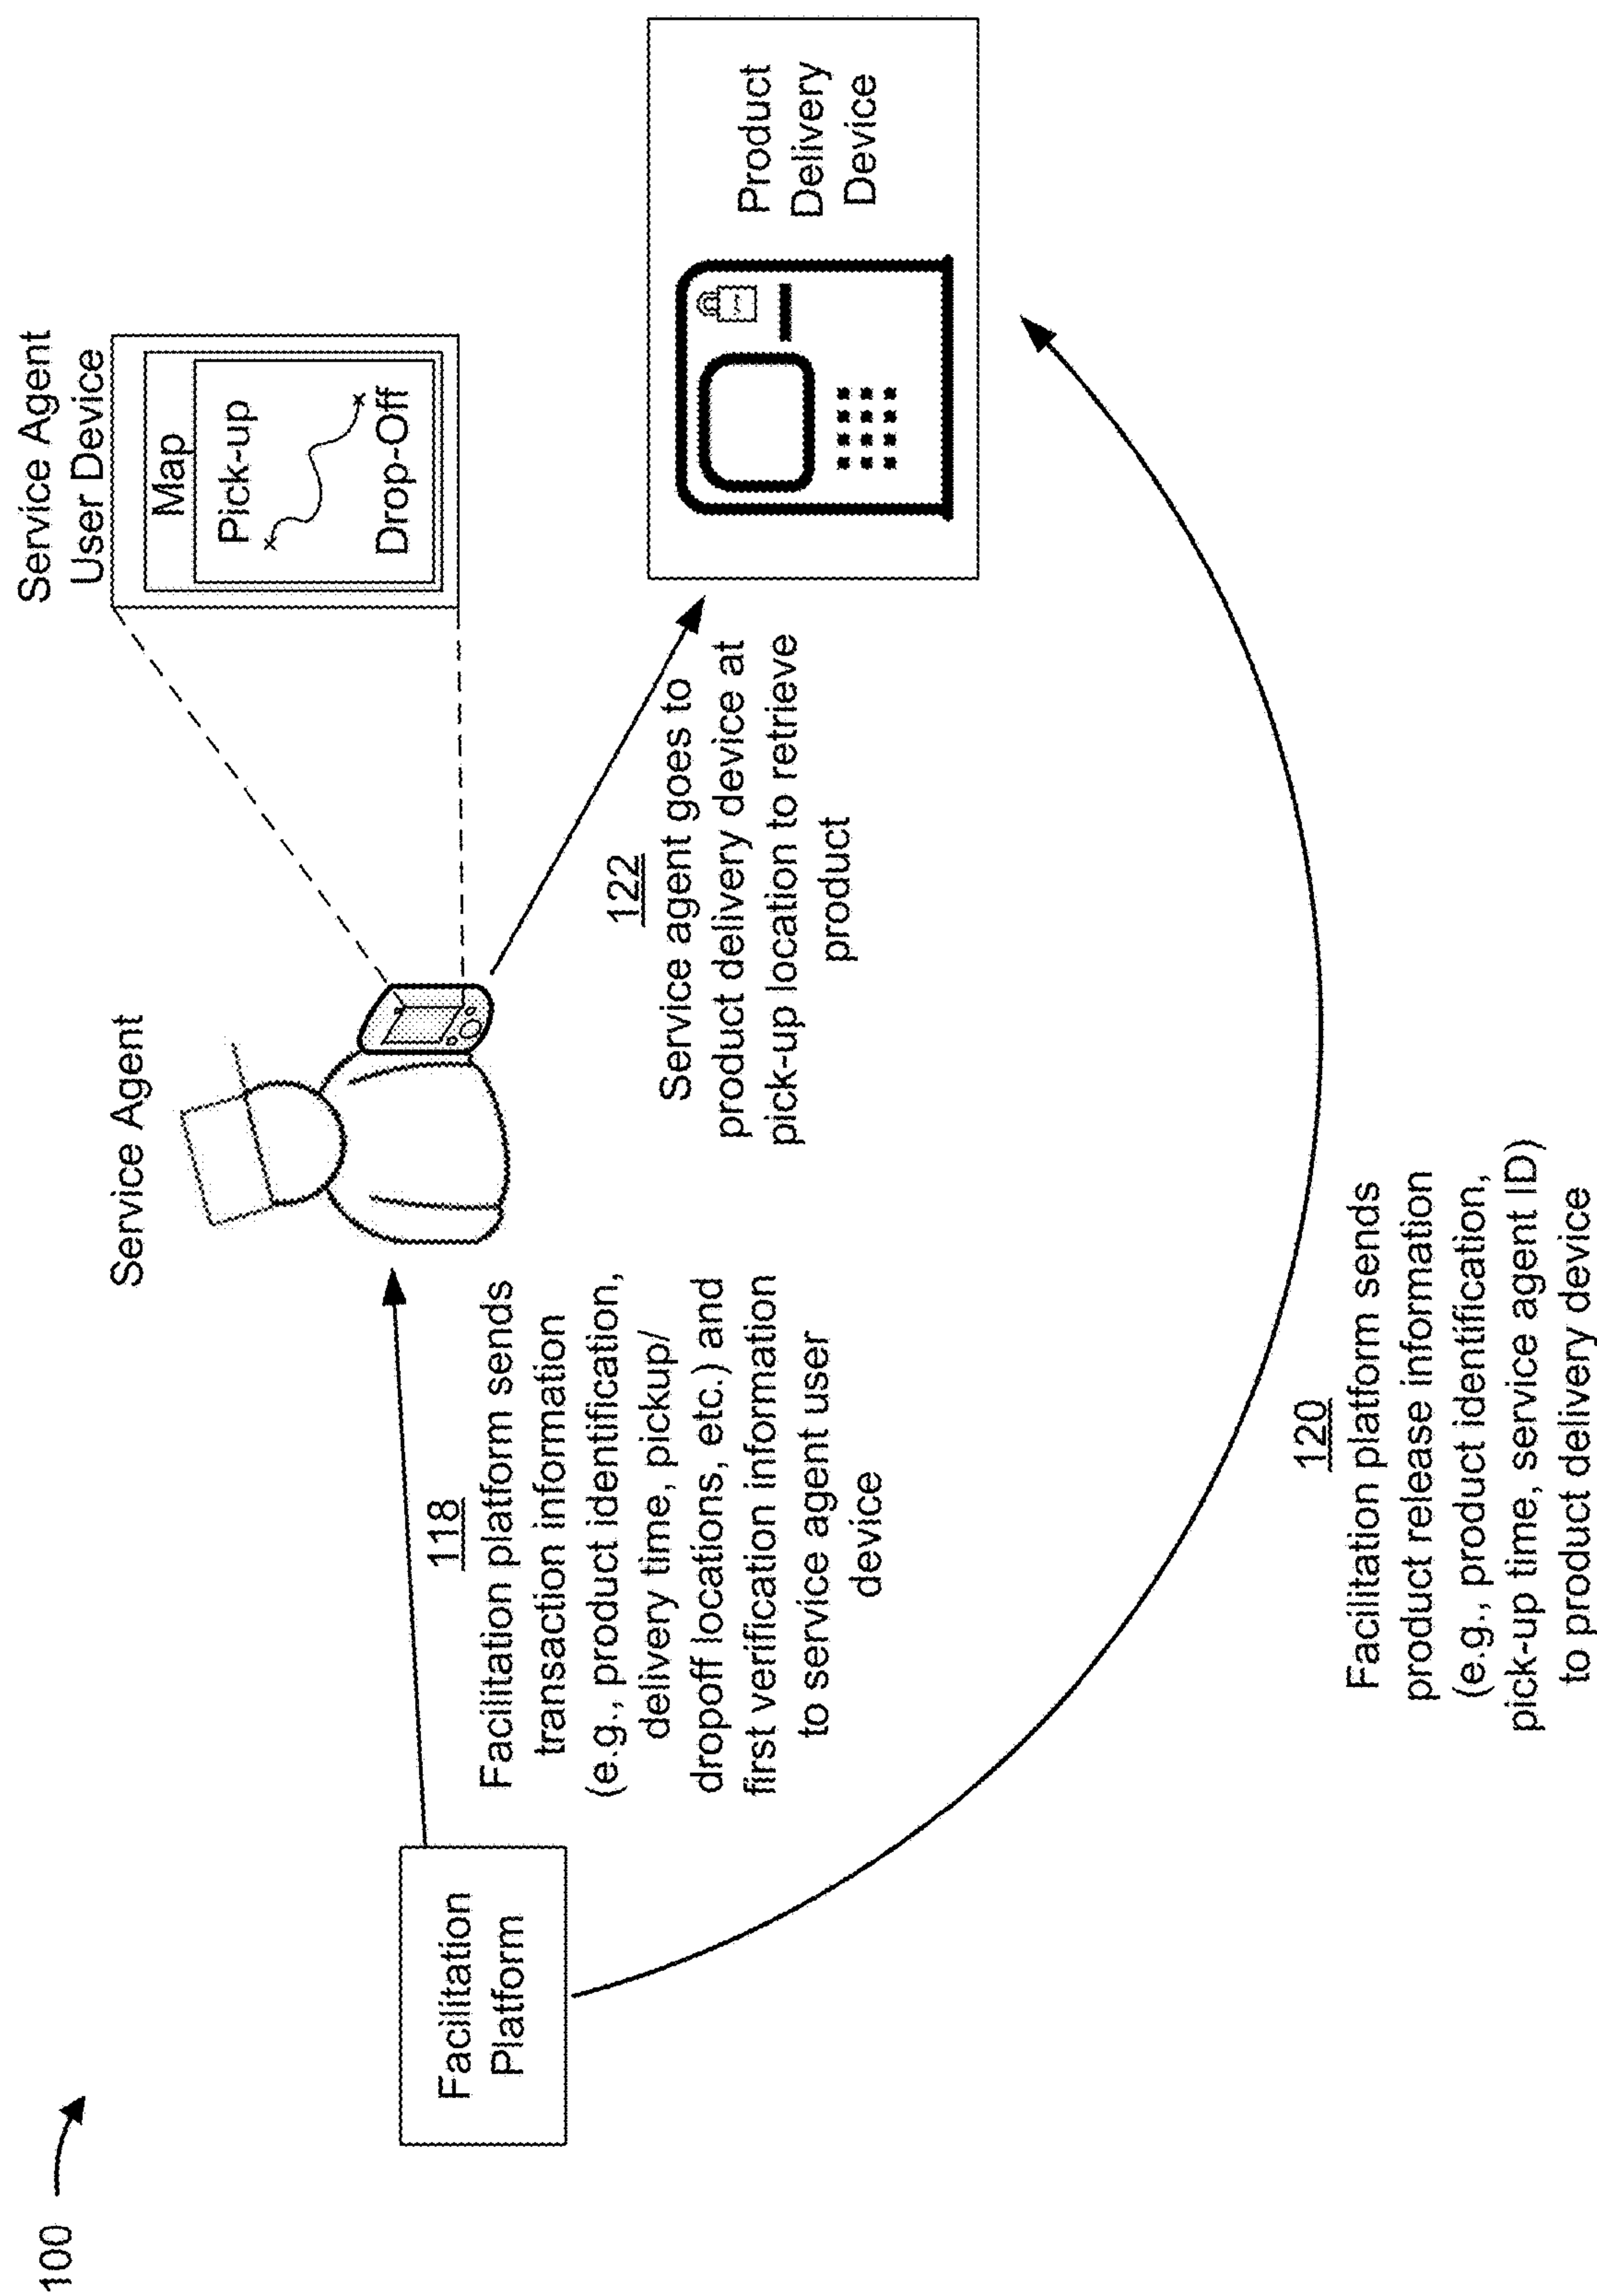 100
Facilitation
Platform
118
Facilitation platform sends
transaction information
(e.g., product identification,
delivery time, pickup/
dropoff locations, etc.) and
first verification information
to service agent user
device
Service Agent
Service Agent
User Device
Map
Pick-up
Drop-Off
122
Service agent goes to
product delivery device at
pick-up location to retrieve
product
Product
Delivery
Device
120
Facilitation platform sends
product release information
(e.g., product identification,
pick-up time, service agent ID)
to product delivery device